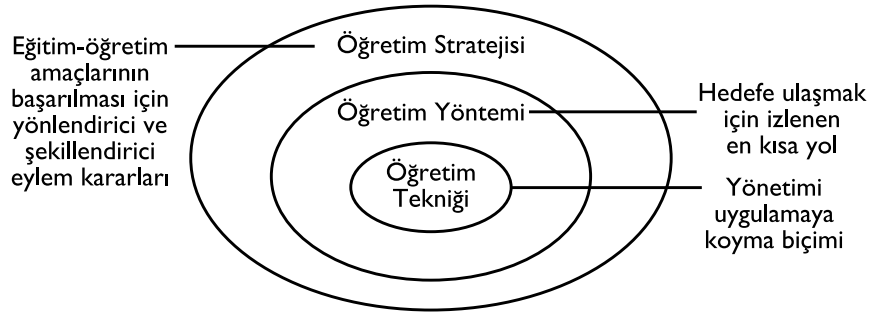 Eğitim-öğretim
amaçlarının
başarılması için
yönlendirici ve
şekillendirici
eylem kararları
Öğretim Stratejisi
Öğretim Yöntemi
Öğretim
Tekniği
Hedefe ulaşmak
için izlenen
en kısa yol
Yönetimi
uygulamaya
koyma biçimi